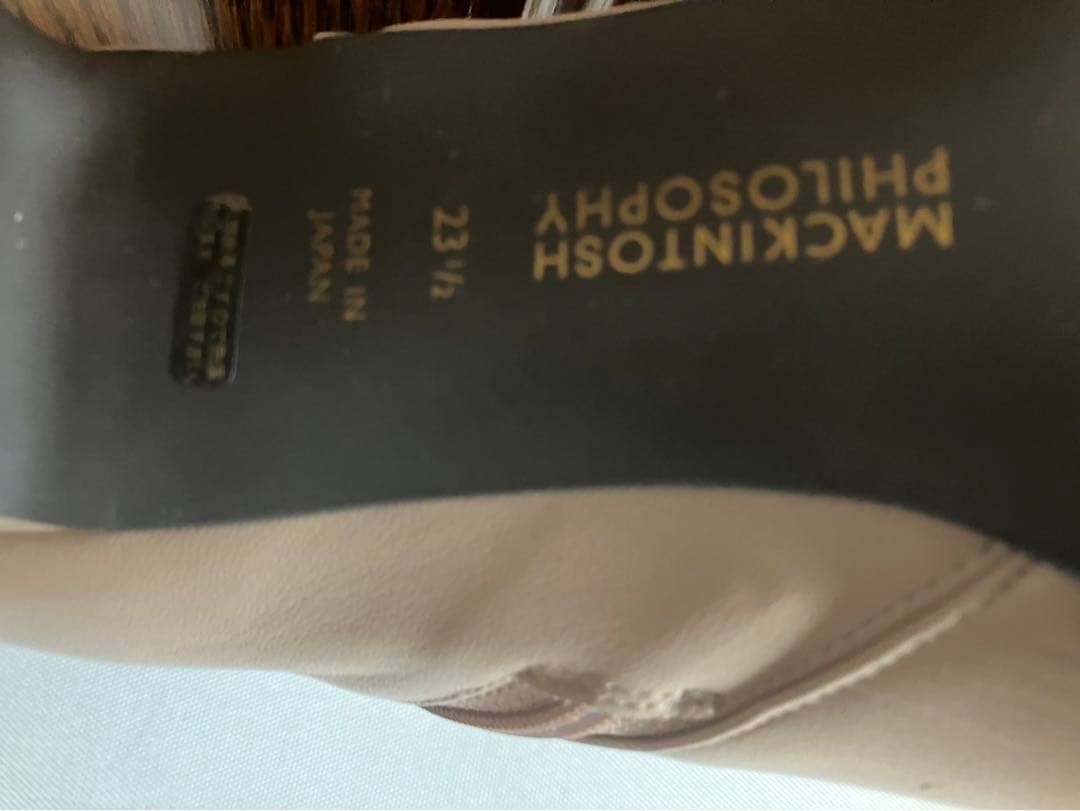 MACKINTOSH
PHILOSOPHY
23 1/2
MADE IN
JAPAN